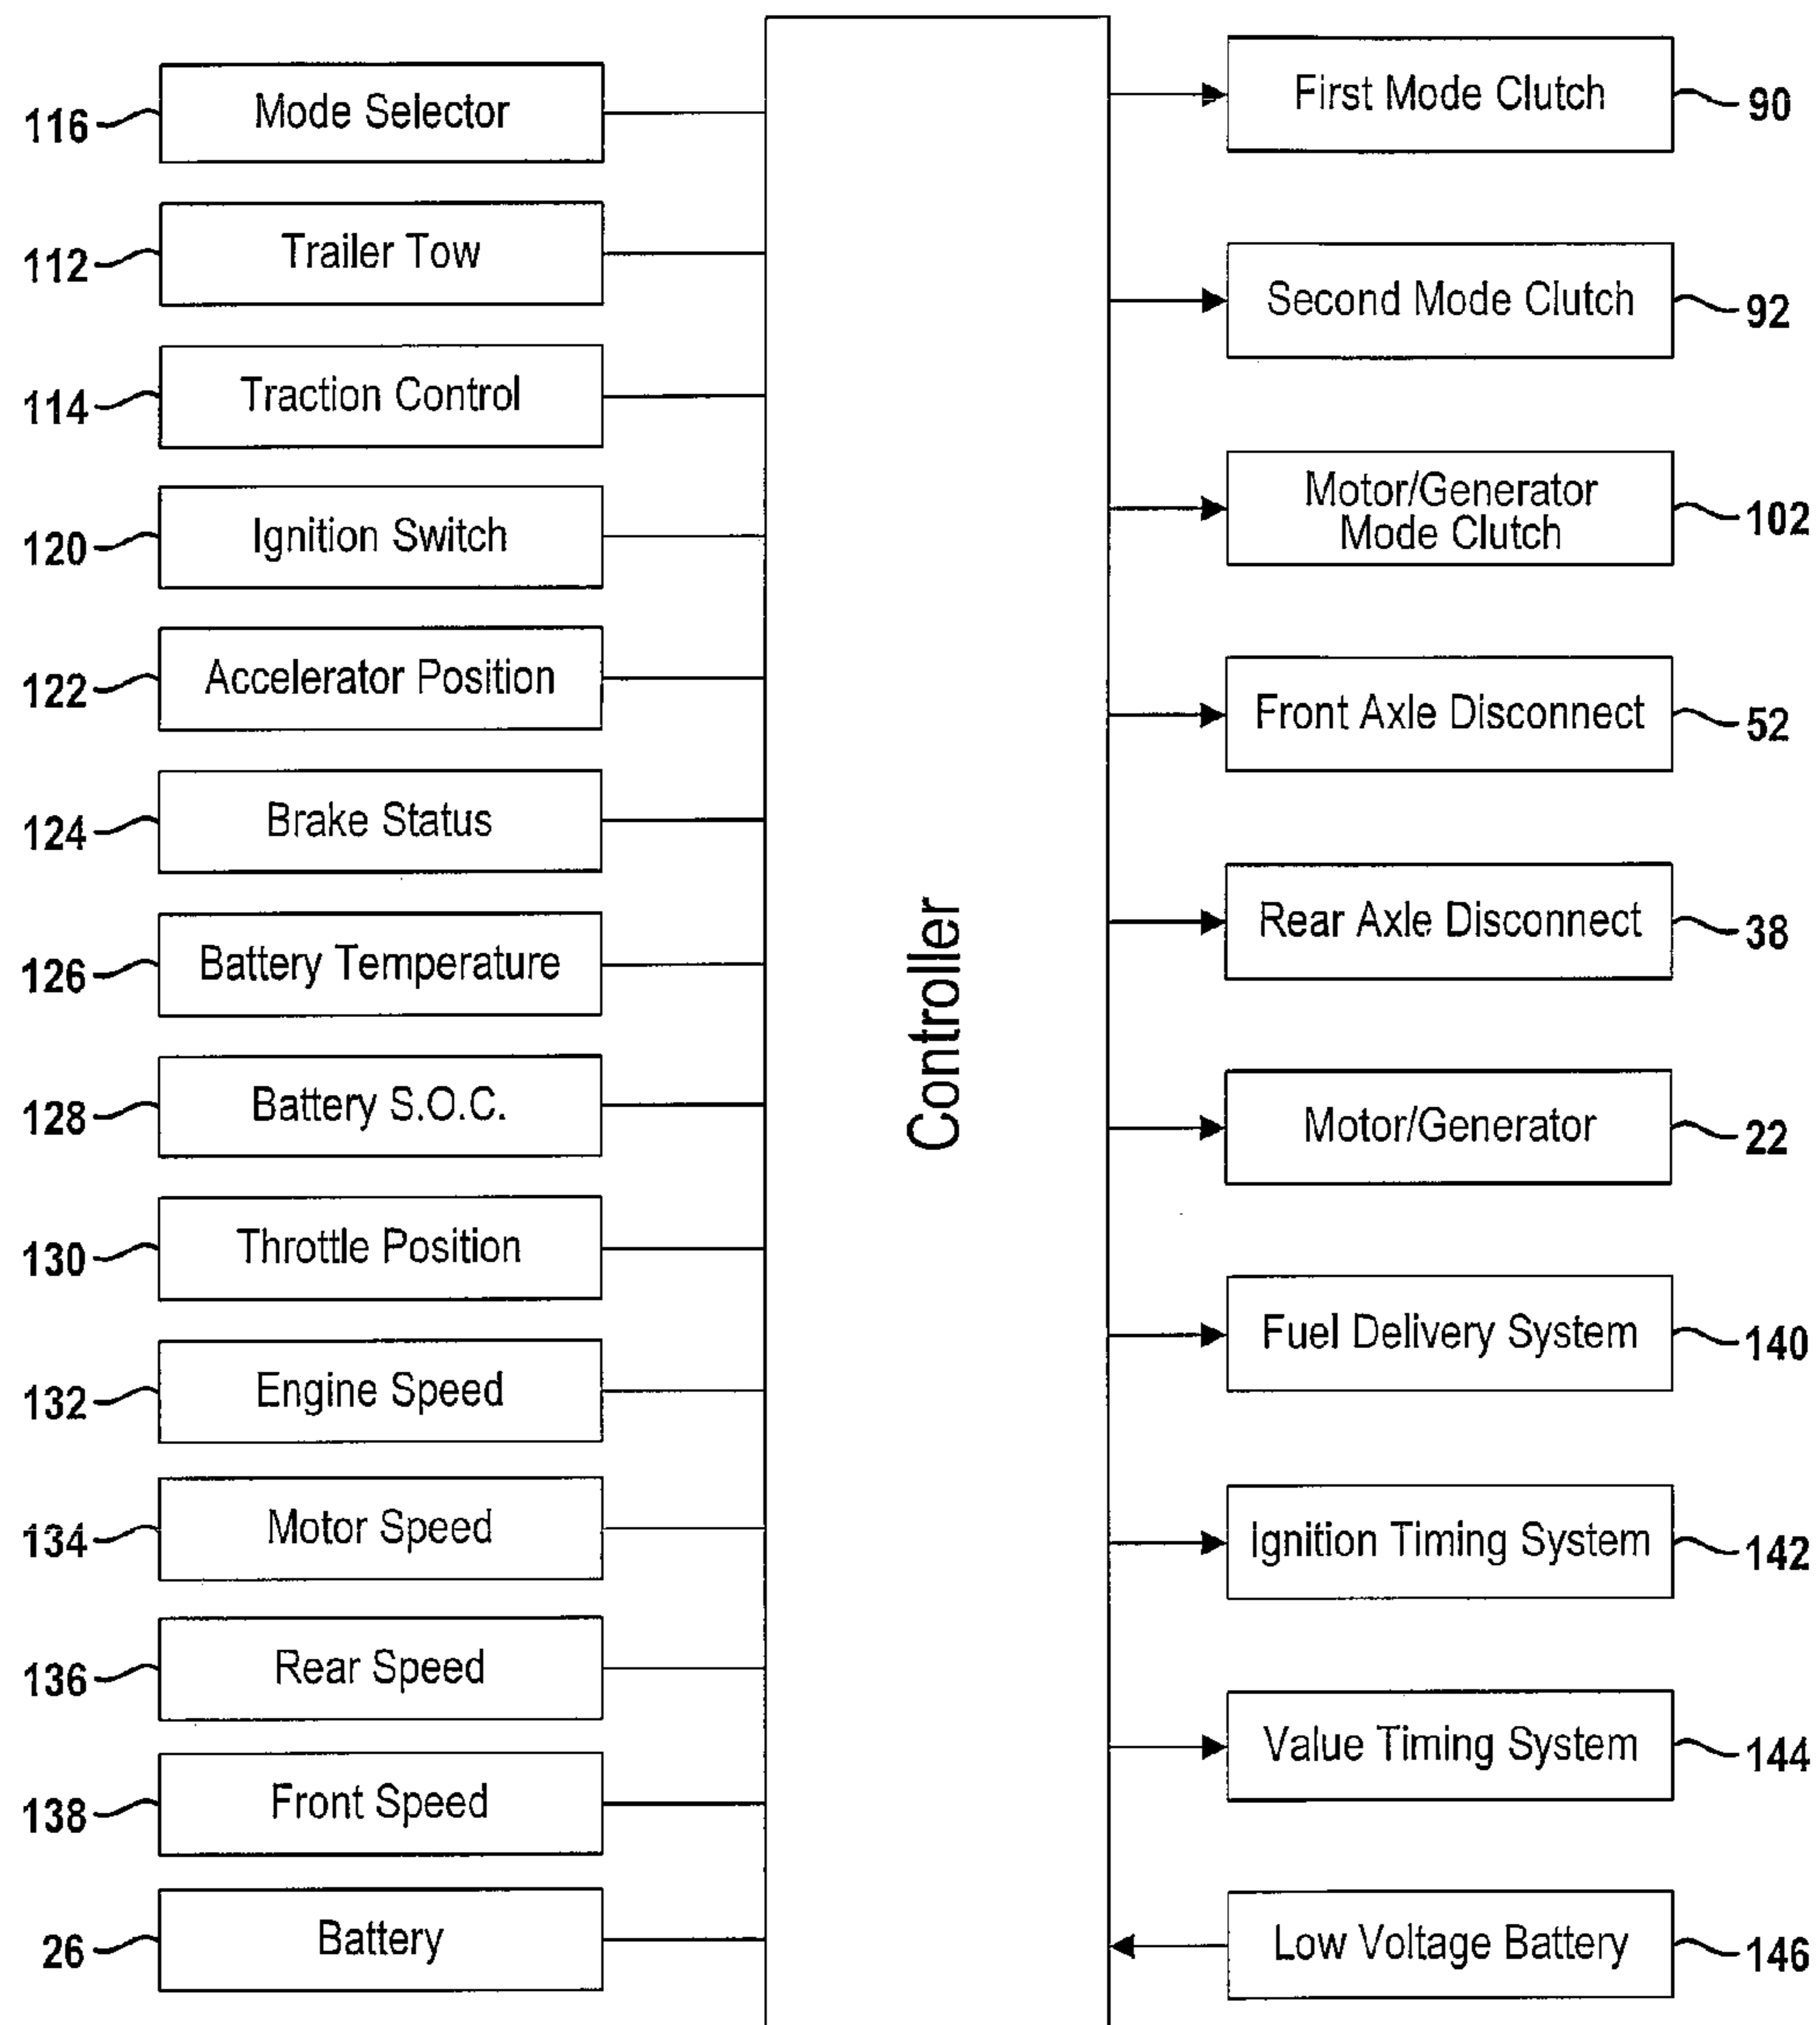 116
Mode Selector
112
Trailer Tow
114
Traction Control
120
Ignition Switch
122
Accelerator Position
124
Brake Status
126
Battery Temperature
128
Battery S.O.C.
130
Throttle Position
132
Engine Speed
134
Motor Speed
136
Rear Speed
138
Front Speed
26
Battery
Controller
First Mode Clutch
90
Second Mode Clutch
92
Motor/Generator
Mode Clutch
102
Front Axle Disconnect
52
Rear Axle Disconnect
38
Motor/Generator
22
Fuel Delivery System
140
Ignition Timing System
142
Value Timing System
144
Low Voltage Battery
146